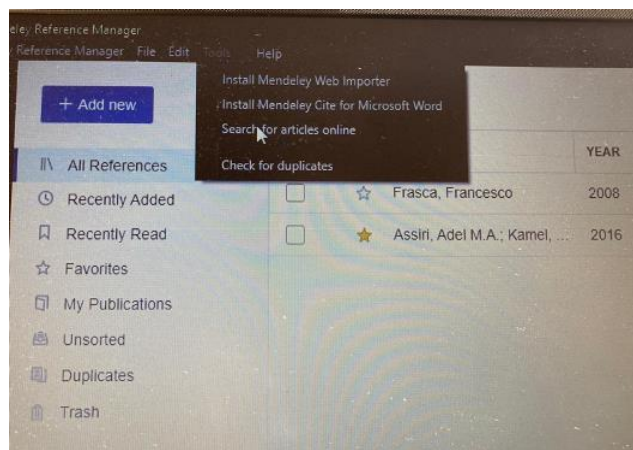 eley Reference Manager
Reference Manager File Edit Tools Help
Install Mendeley Web Importer
Install Mendeley Cite for Microsoft Word
Search for articles online
Check for duplicates
+ Add new
YEAR
All References
Frasca, Francesco 2008
Recently Added
Assiri, Adel M.A.; Kamel, ... 2016
Recently Read
Favorites
My Publications
Unsorted
Duplicates
Trash